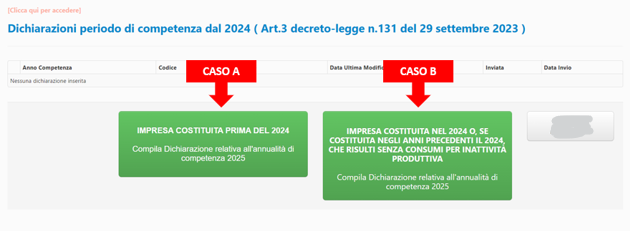 [Clicca qui per accedere]
Dichiarazioni periodo di competenza dal 2024 ( Art.3 decreto-legge n.131 del 29 settembre 2023 )
Anno Competenza Codice Data Ultima Modific Inviata Data Invio
Nessuna dichiarazione inserita
CASO A CASO B
IMPRESA COSTITUITA PRIMA DEL 2024
Compila Dichiarazione relativa all'annualità di
competenza 2025
IMPRESA COSTITUITA NEL 2024 O, SE
COSTITUITA NEGLI ANNI PRECEDENTI IL 2024,
CHE RISULTI SENZA CONSUMI PER INATTIVITÀ
PRODUTTIVA
Compila Dichiarazione relativa all'annualità di
competenza 2025